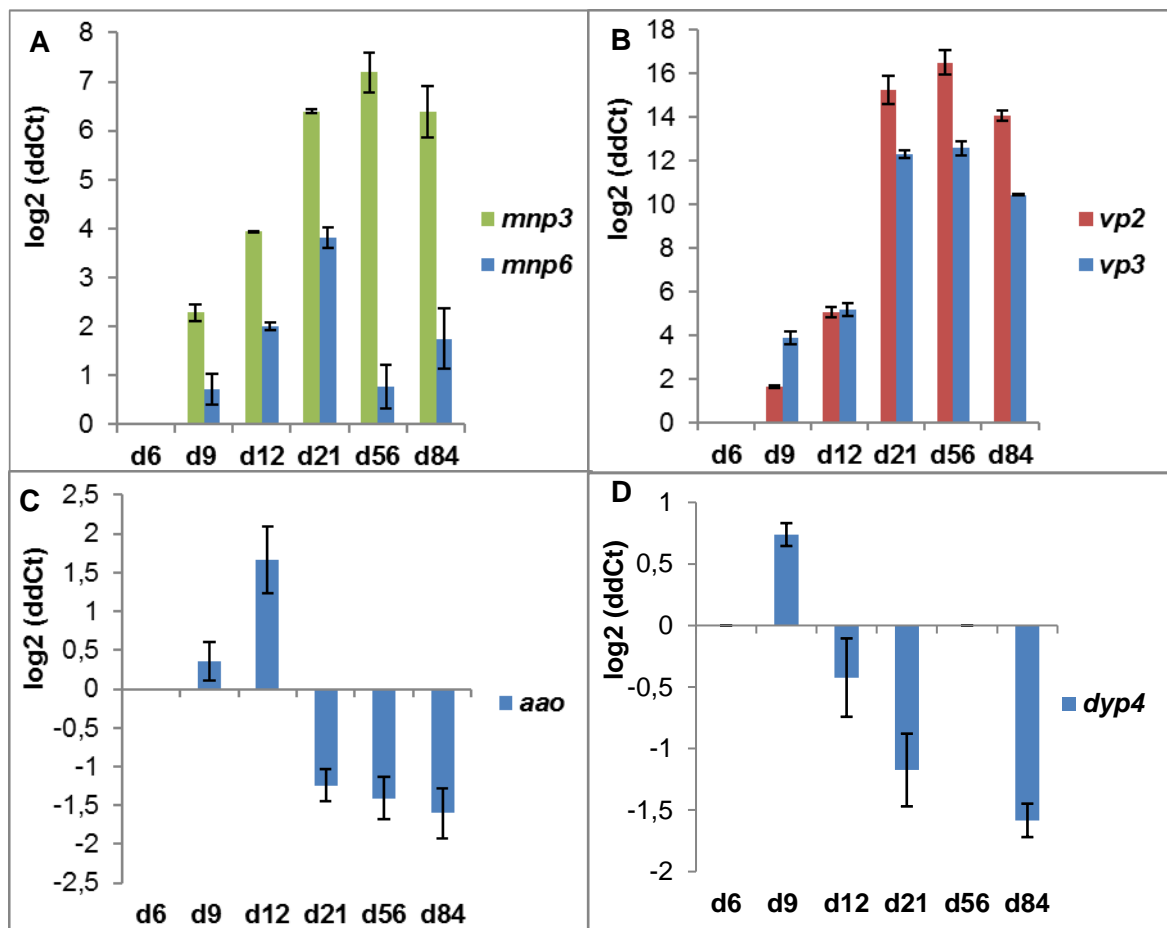 A
log2 (ddCt)
8
7
6
5
4
3
2
1
0
d6 d9 d12 d21 d56 d84
mnp3
mnp6
B
log2 (ddCt)
18
16
14
12
10
8
6
4
2
0
d6 d9 d12 d21 d56 d84
vp2
vp3
C
log2 (ddCt)
2,5
2
1,5
1
0,5
0
-0,5
-1
-1,5
-2
-2,5
d6 d9 d12 d21 d56 d84
aao
D
log2 (ddCt)
1
0,5
0
-0,5
-1
-1,5
-2
d6 d9 d12 d21 d56 d84
dyp4